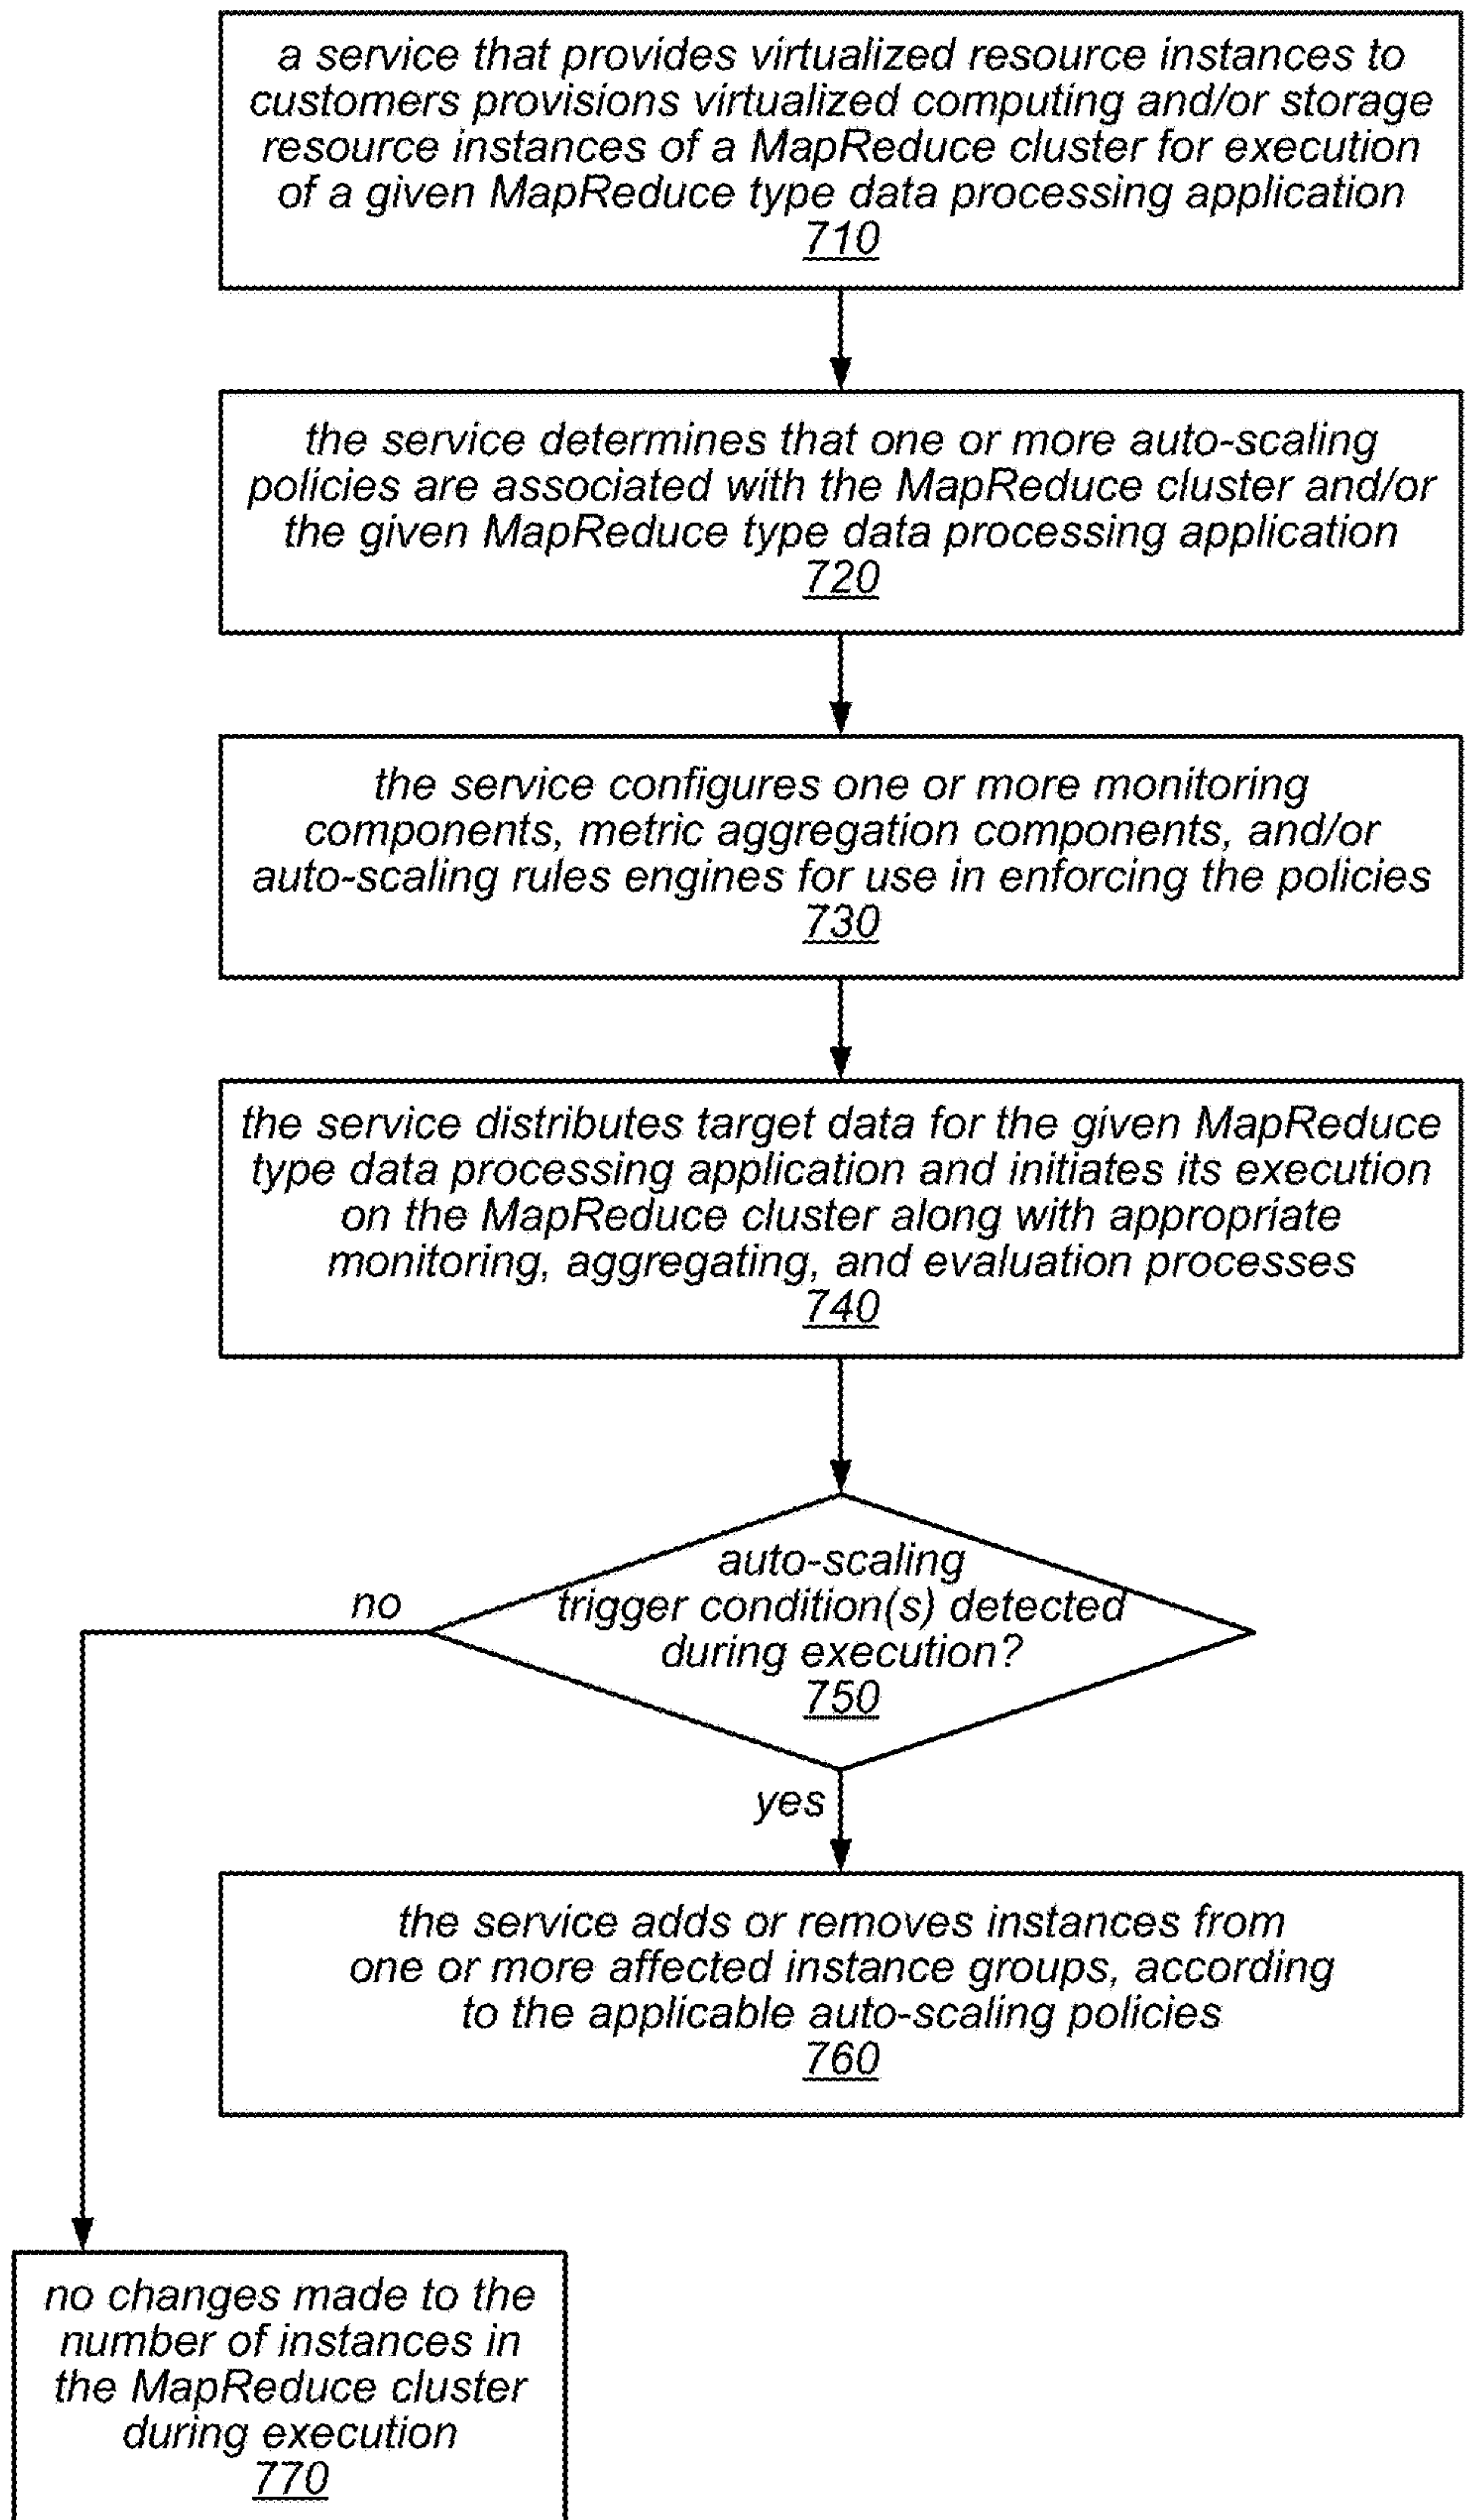 a service that provides virtualized resource instances to
customers provisions virtualized computing and/or storage
resource instances of a MapReduce cluster for execution
of a given MapReduce type data processing application
710
the service determines that one or more auto-scaling
policies are associated with the MapReduce cluster and/or
the given MapReduce type data processing application
720
the service configures one or more monitoring
components, metric aggregation components, and/or
auto-scaling rules engines for use in enforcing the policies
730
the service distributes target data for the given MapReduce
type data processing application and initiates its execution
on the MapReduce cluster along with appropriate
monitoring, aggregating, and evaluation processes
740
auto-scaling
trigger condition(s) detected
during execution?
750
no
yes
the service adds or removes instances from
one or more affected instance groups, according
to the applicable auto-scaling policies
760
no changes made to the
number of instances in
the MapReduce cluster
during execution
770